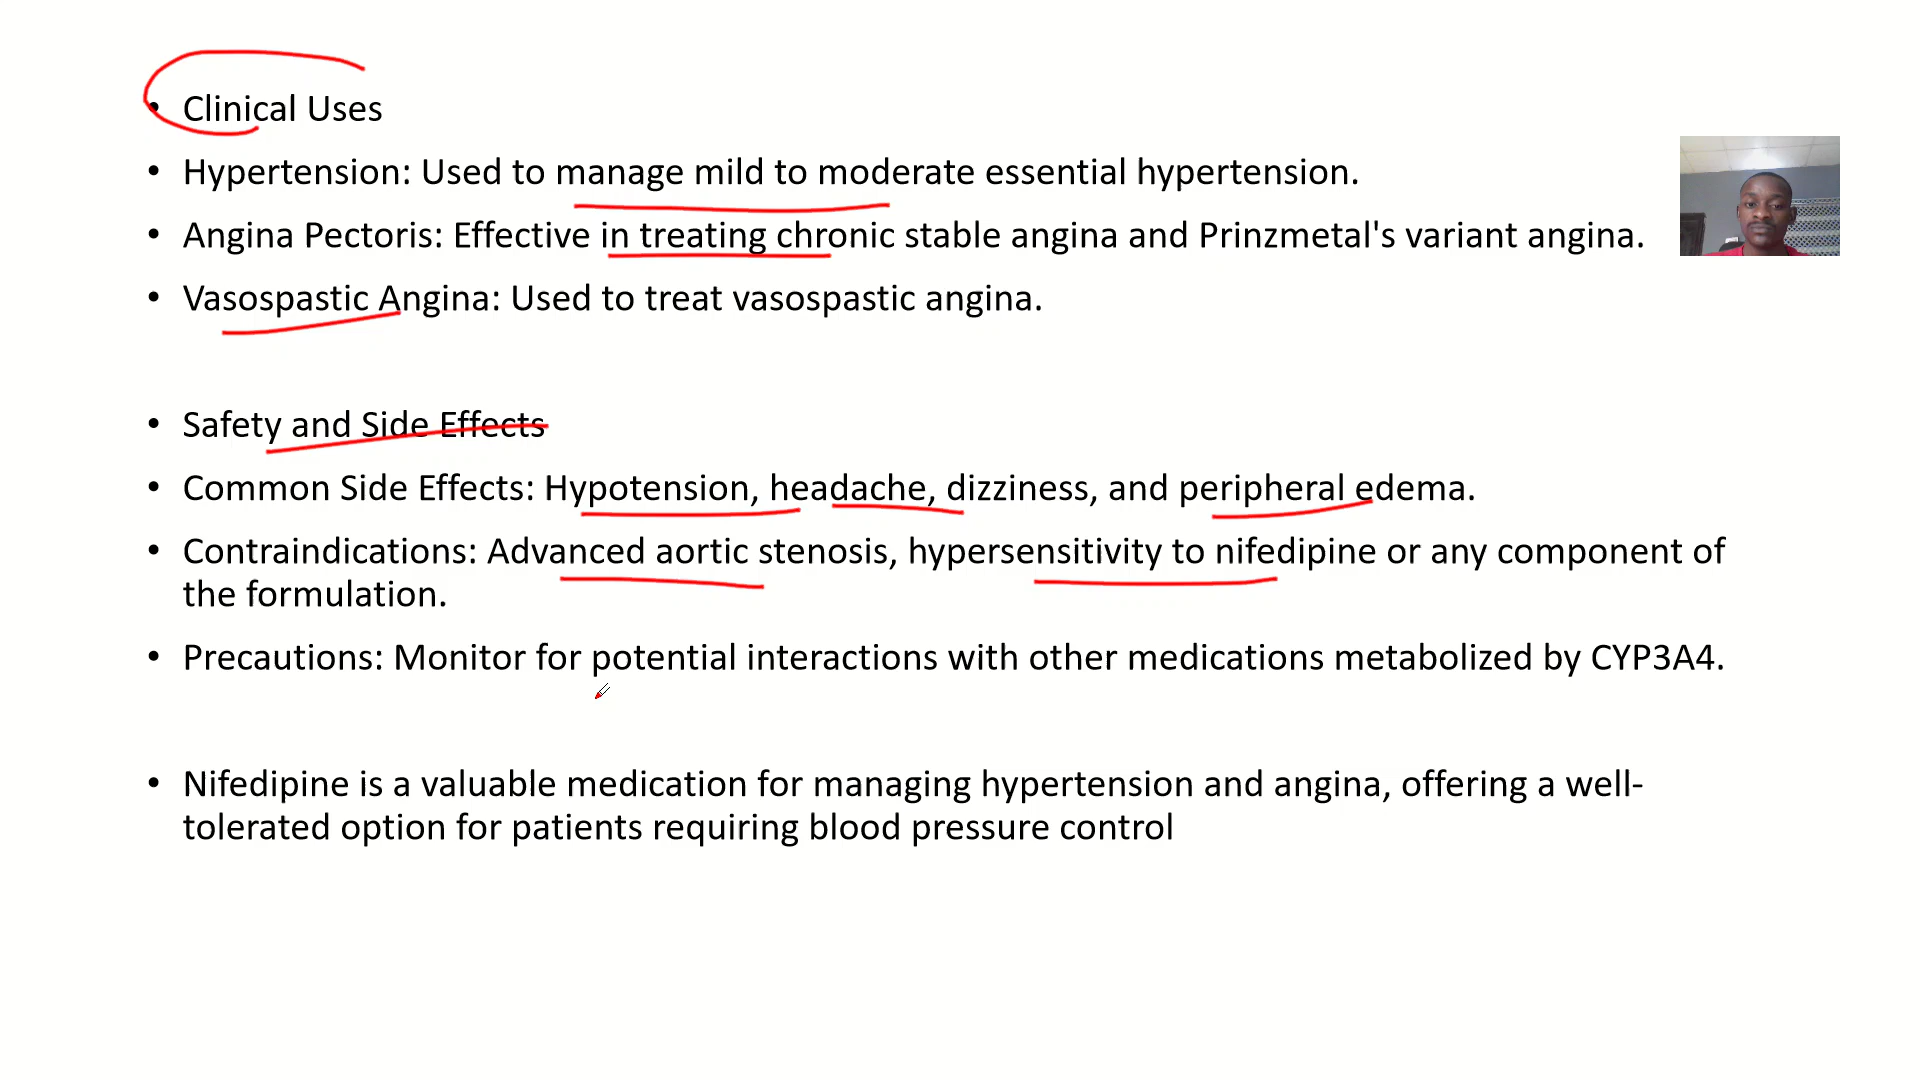 • Clinical Uses
• Hypertension: Used to manage mild to moderate essential hypertension.
• Angina Pectoris: Effective in treating chronic stable angina and Prinzmetal's variant angina.
• Vasospastic Angina: Used to treat vasospastic angina.
• Safety and Side Effects
• Common Side Effects: Hypotension, headache, dizziness, and peripheral edema.
• Contraindications: Advanced aortic stenosis, hypersensitivity to nifedipine or any component of
the formulation.
• Precautions: Monitor for potential interactions with other medications metabolized by CYP3A4.
• Nifedipine is a valuable medication for managing hypertension and angina, offering a well-
tolerated option for patients requiring blood pressure control